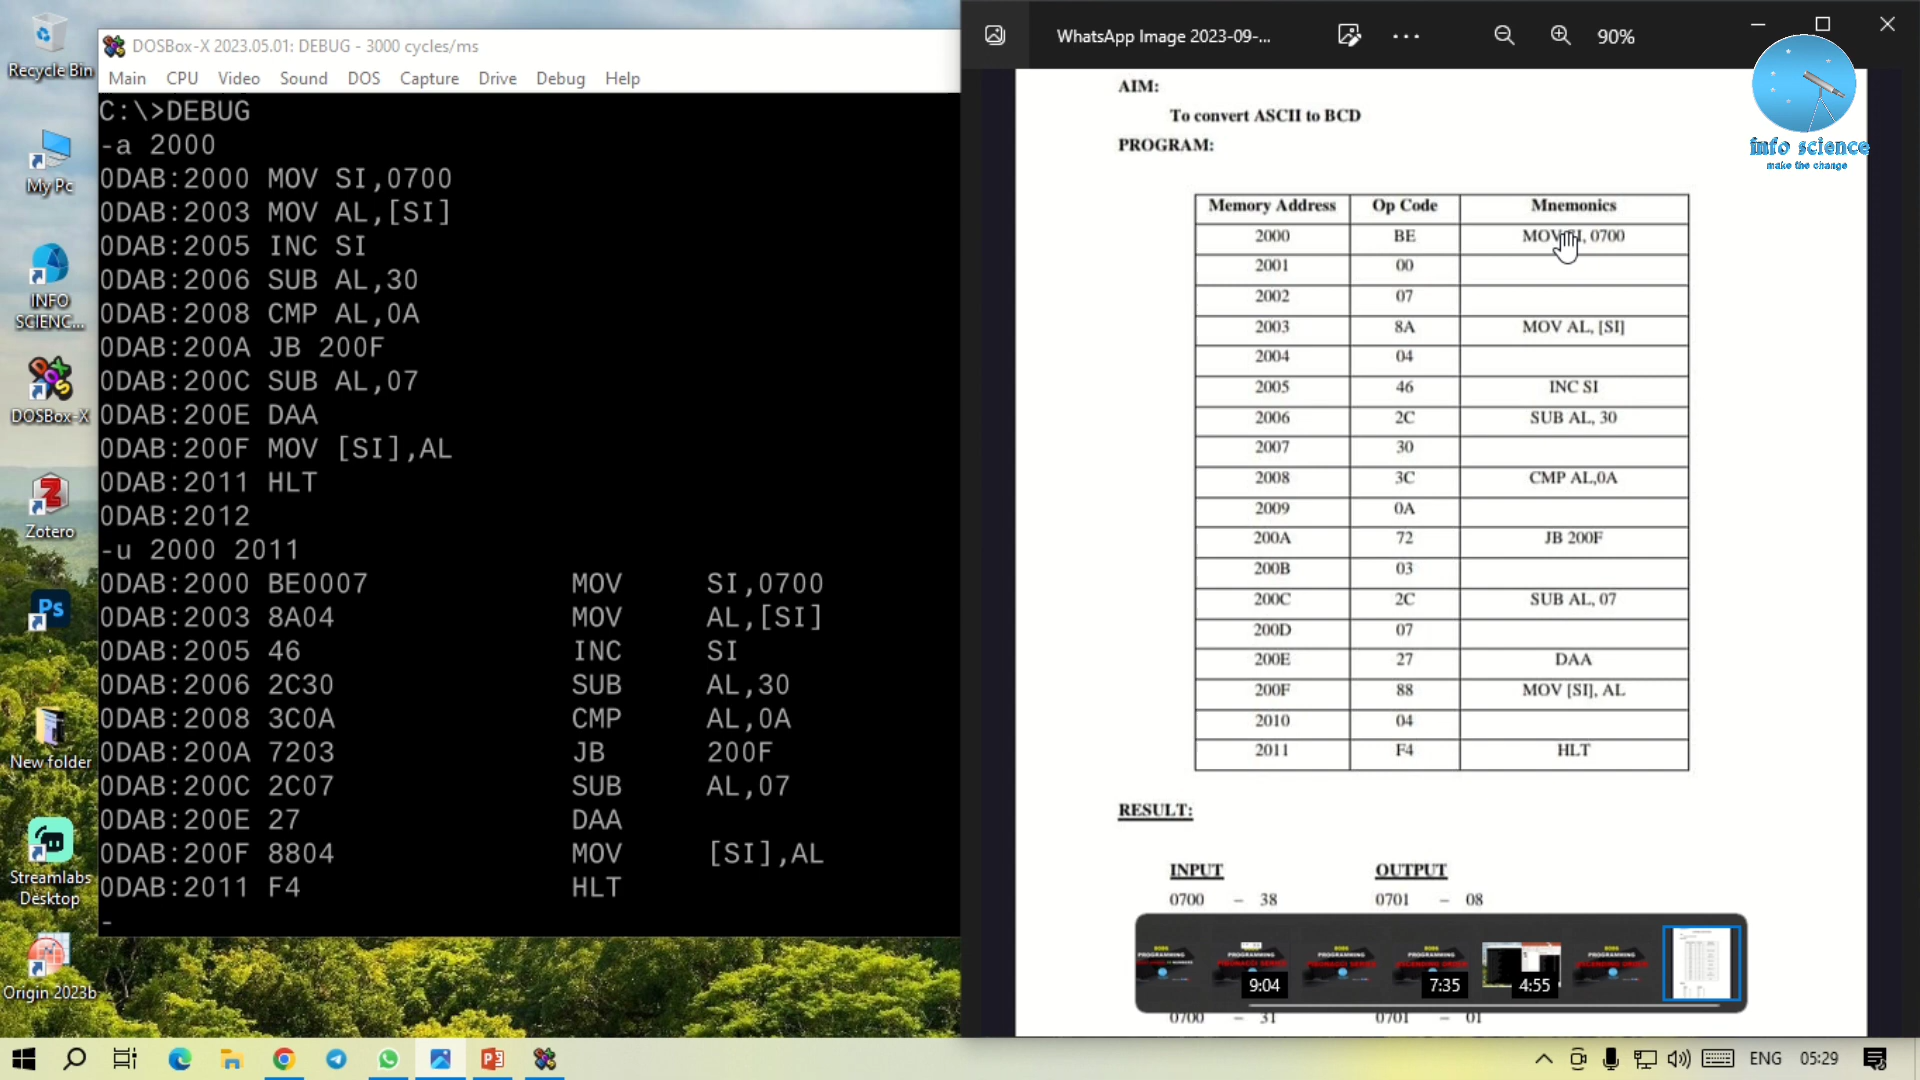 Recycle Bin
My Pc
INFO
SCIENC...
DOSBox-X
Zotero
Ps
New folder
Streamlabs
Desktop
Origin 2023b
DOSBox-X 2023.05.01: DEBUG - 3000 cycles/ms
Main CPU Video Sound DOS Capture Drive Debug Help
C:\>DEBUG
-a 2000
0DAB:2000 MOV SI,0700
0DAB:2003 MOV AL,[SI]
0DAB:2005 INC SI
0DAB:2006 SUB AL,30
0DAB:2008 CMP AL,0A
0DAB:200A JB 200F
0DAB:200C SUB AL,07
0DAB:200E DAA
0DAB:200F MOV [SI],AL
0DAB:2011 HLT
0DAB:2012
-u 2000 2011
0DAB:2000 BE0007 MOV SI,0700
0DAB:2003 8A04 MOV AL,[SI]
0DAB:2005 46 INC SI
0DAB:2006 2C30 SUB AL,30
0DAB:2008 3C0A CMP AL,0A
0DAB:200A 7203 JB 200F
0DAB:200C 2C07 SUB AL,07
0DAB:200E 27 DAA
0DAB:200F 8804 MOV [SI],AL
0DAB:2011 F4 HLT
-
WhatsApp Image 2023-09-... 90%
info science
make the change
AIM:
To convert ASCII to BCD
PROGRAM:
Memory Address Op Code Mnemonics
2000 BE MOV SI, 0700
2001 00
2002 07
2003 8A MOV AL, [SI]
2004 04
2005 46 INC SI
2006 2C SUB AL, 30
2007 30
2008 3C CMP AL,0A
2009 0A
200A 72 JB 200F
200B 03
200C 2C SUB AL, 07
200D 07
200E 27 DAA
200F 88 MOV [SI], AL
2010 04
2011 F4 HLT
RESULT:
INPUT OUTPUT
0700 – 38 0701 – 08
9:04 7:35 4:55
0700 – 31 0701 – 01
ENG 05:29